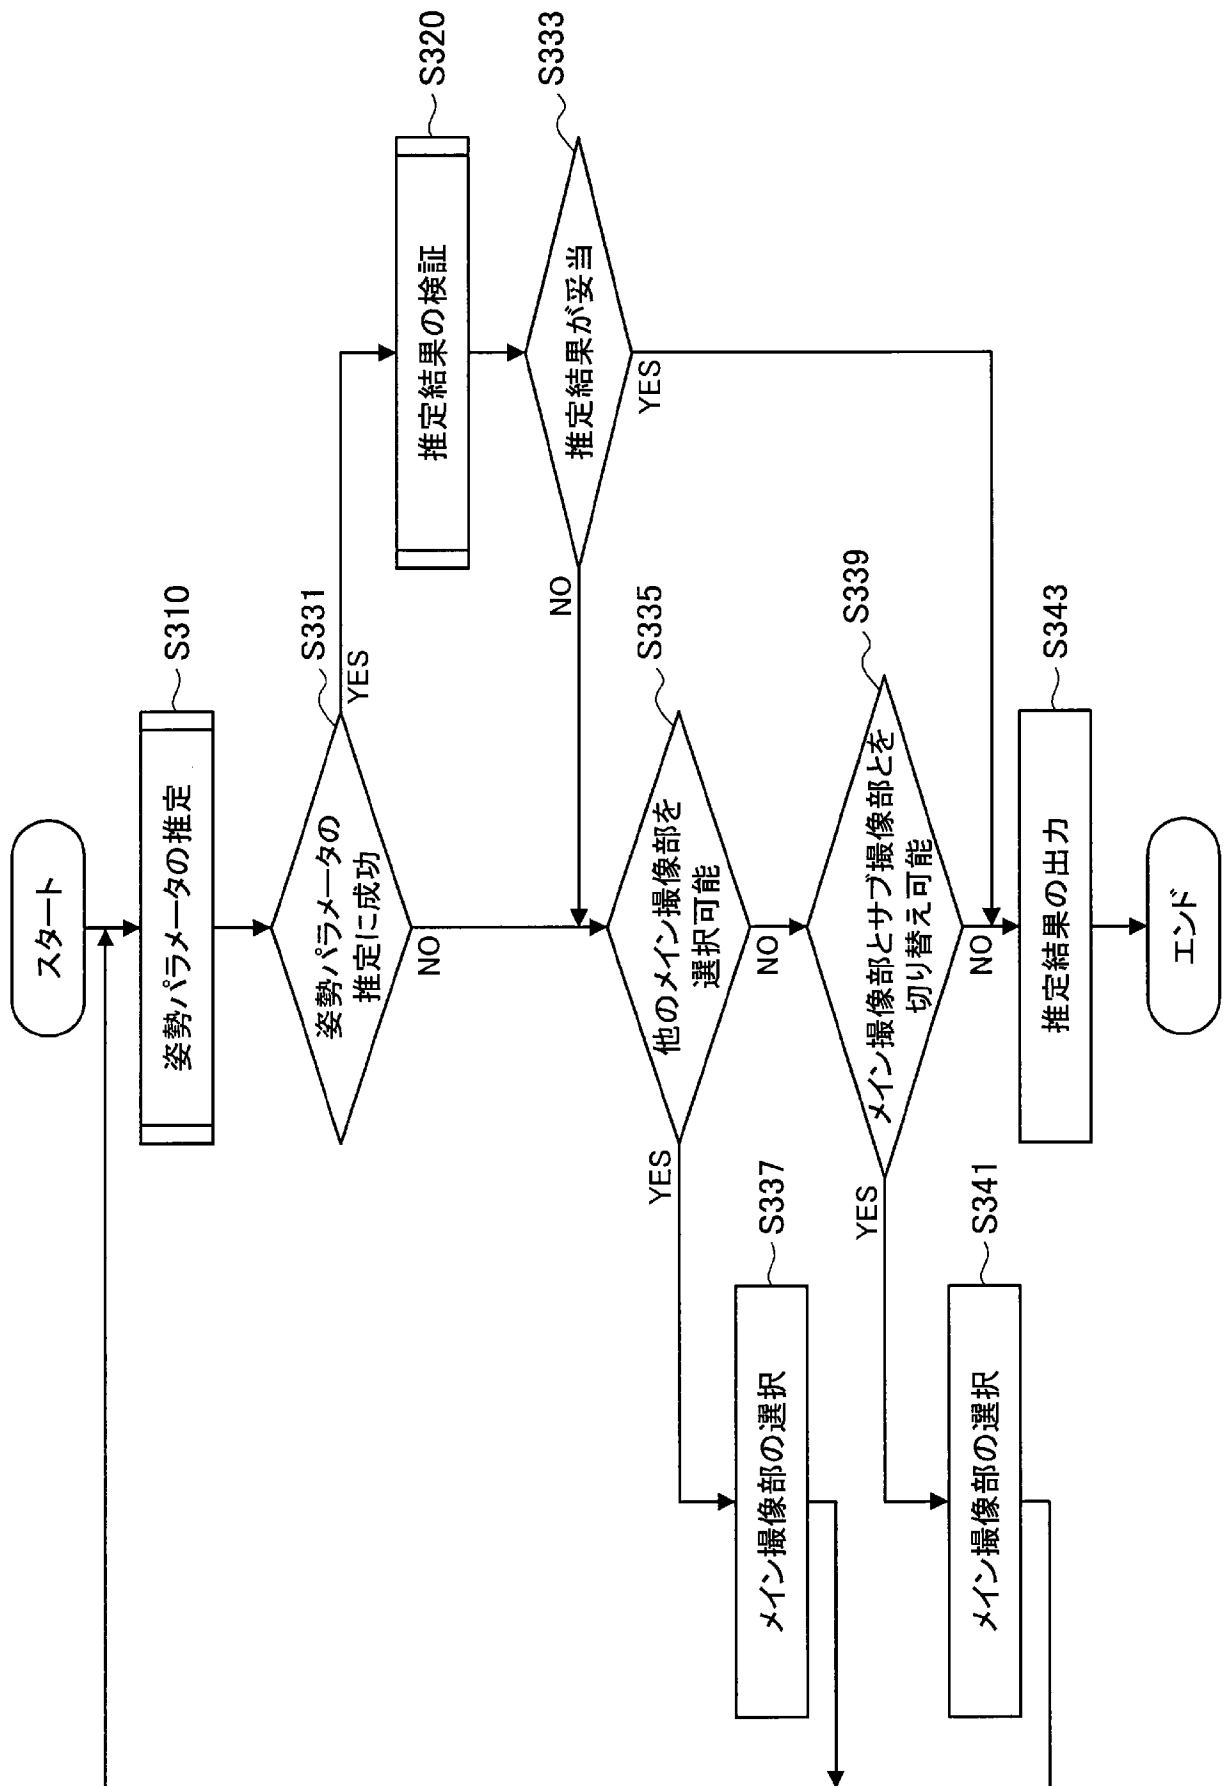 スタート
姿勢パラメータの推定
S310
姿勢パラメータの
推定に成功
S331
YES
NO
推定結果の検証
S320
推定結果が妥当
S333
NO
YES
他のメイン撮像部を
選択可能
S335
YES
NO
メイン撮像部の選択
S337
メイン撮像部とサブ撮像部とを
切り替え可能
S339
YES
NO
メイン撮像部の選択
S341
推定結果の出力
S343
エンド